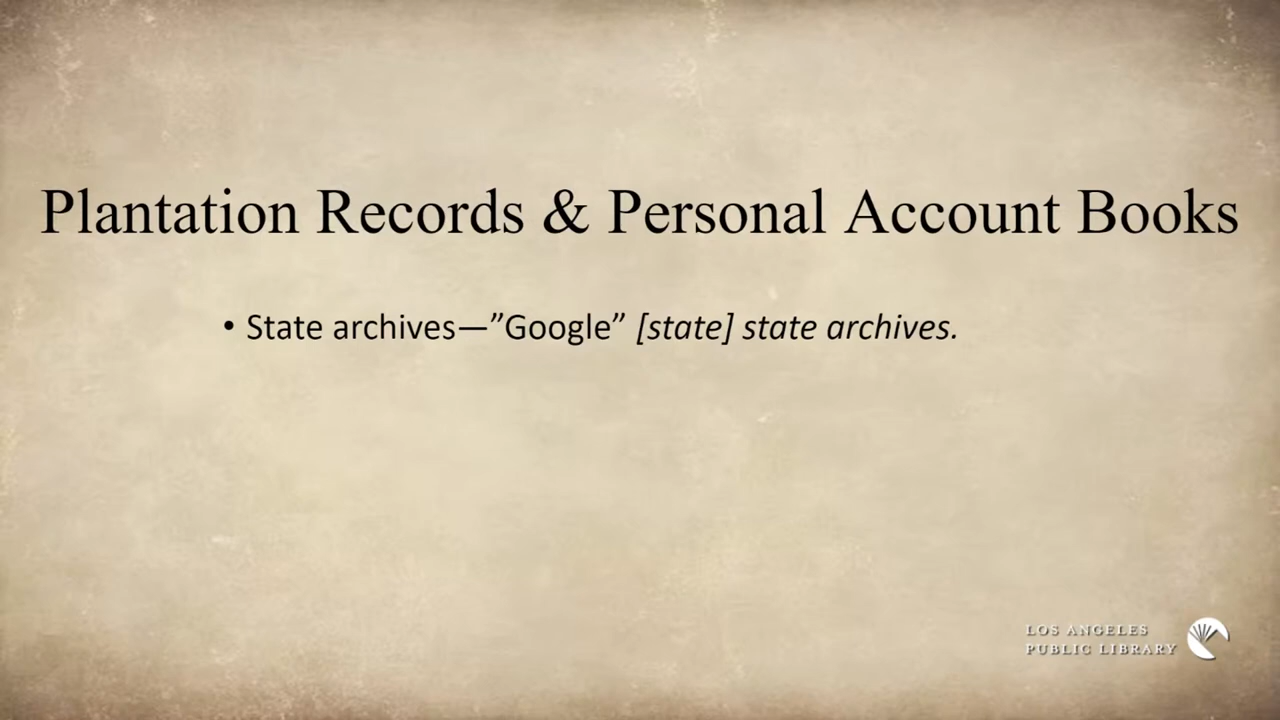 Plantation Records & Personal Account Books
• State archives—”Google” [state] state archives.
LOS ANGELES
PUBLIC LIBRARY